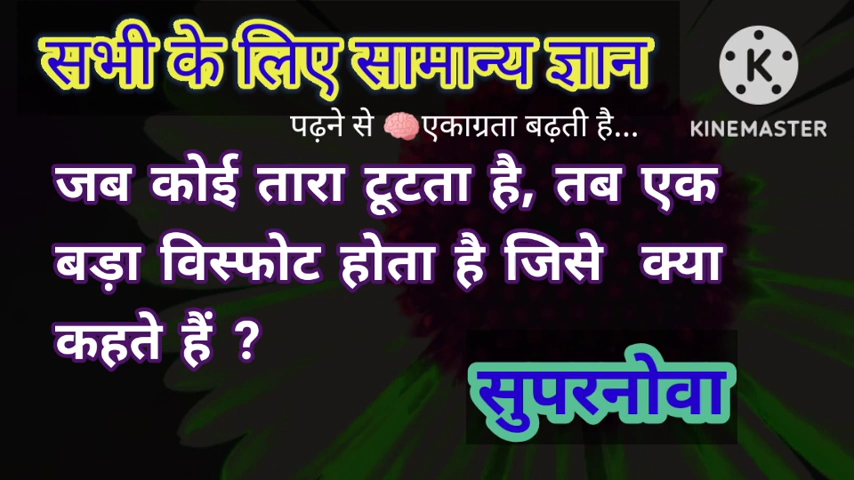 सभी के लिए सामान्य ज्ञान
पढ़ने से 🧠एकाग्रता बढ़ती है...
KINEMASTER
जब कोई तारा टूटता है, तब एक
बड़ा विस्फोट होता है जिसे क्या
कहते हैं ?
सुपरनोवा